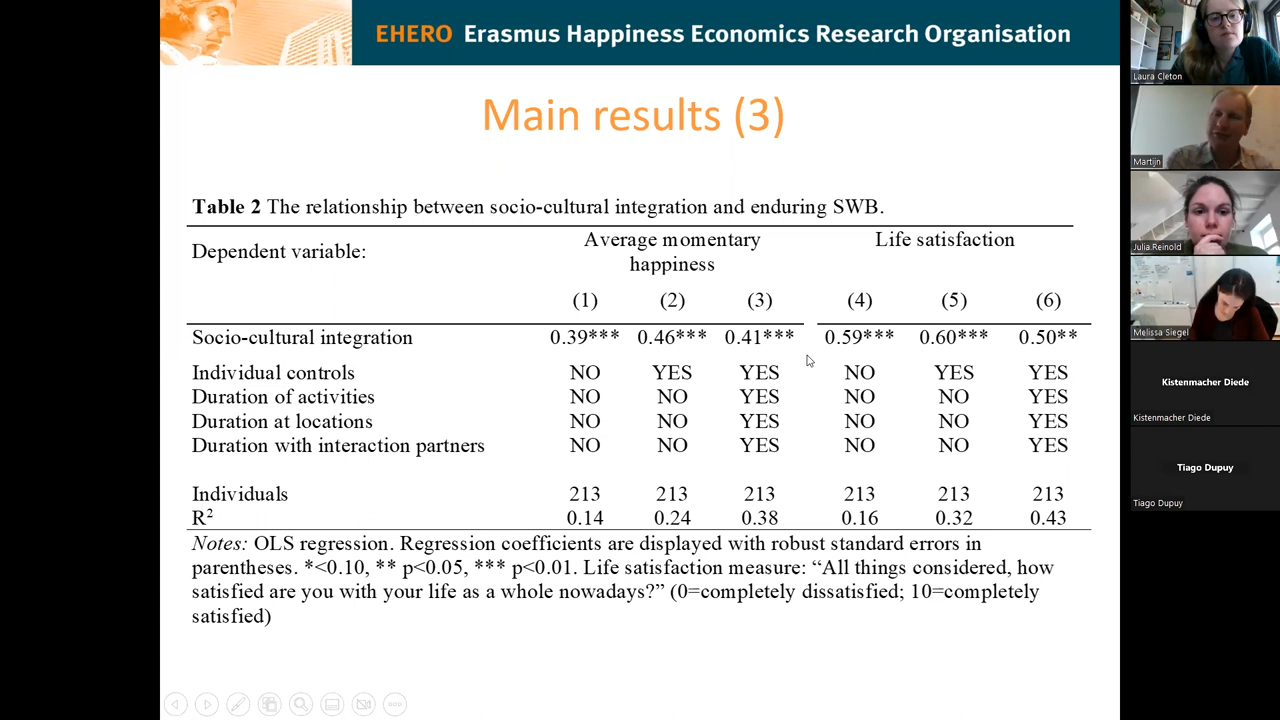 EHERO Erasmus Happiness Economics Research Organisation
Main results (3)
Table 2 The relationship between socio-cultural integration and enduring SWB.
Dependent variable: Average momentary happiness Life satisfaction
(1) (2) (3) (4) (5) (6)
Socio-cultural integration 0.39*** 0.46*** 0.41*** 0.59*** 0.60*** 0.50**
Individual controls NO YES YES NO YES YES
Duration of activities NO NO YES NO NO YES
Duration at locations NO NO YES NO NO YES
Duration with interaction partners NO NO YES NO NO YES
Individuals 213 213 213 213 213 213
R² 0.14 0.24 0.38 0.16 0.32 0.43
Notes: OLS regression. Regression coefficients are displayed with robust standard errors in
parentheses. *<0.10, ** p<0.05, *** p<0.01. Life satisfaction measure: “All things considered, how
satisfied are you with your life as a whole nowadays?” (0=completely dissatisfied; 10=completely
satisfied)
Laura Cleton
Martijn
Julia.Reinold
Melissa Siegel
Kistenmacher Diede
Kistenmacher Diede
Tiago Dupuy
Tiago Dupuy